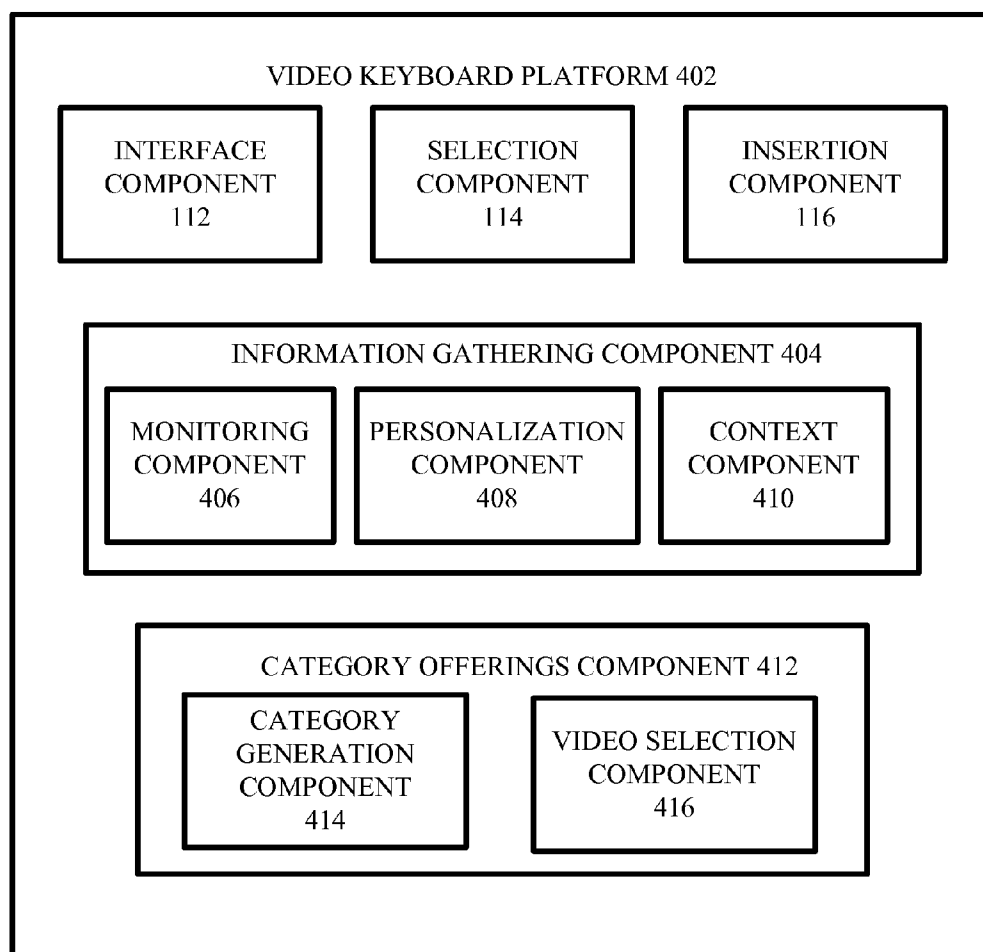 VIDEO KEYBOARD PLATFORM 402
INTERFACE
COMPONENT
112
SELECTION
COMPONENT
114
INSERTION
COMPONENT
116
INFORMATION GATHERING COMPONENT 404
MONITORING
COMPONENT
406
PERSONALIZATION
COMPONENT
408
CONTEXT
COMPONENT
410
CATEGORY OFFERINGS COMPONENT 412
CATEGORY
GENERATION
COMPONENT
414
VIDEO SELECTION
COMPONENT
416